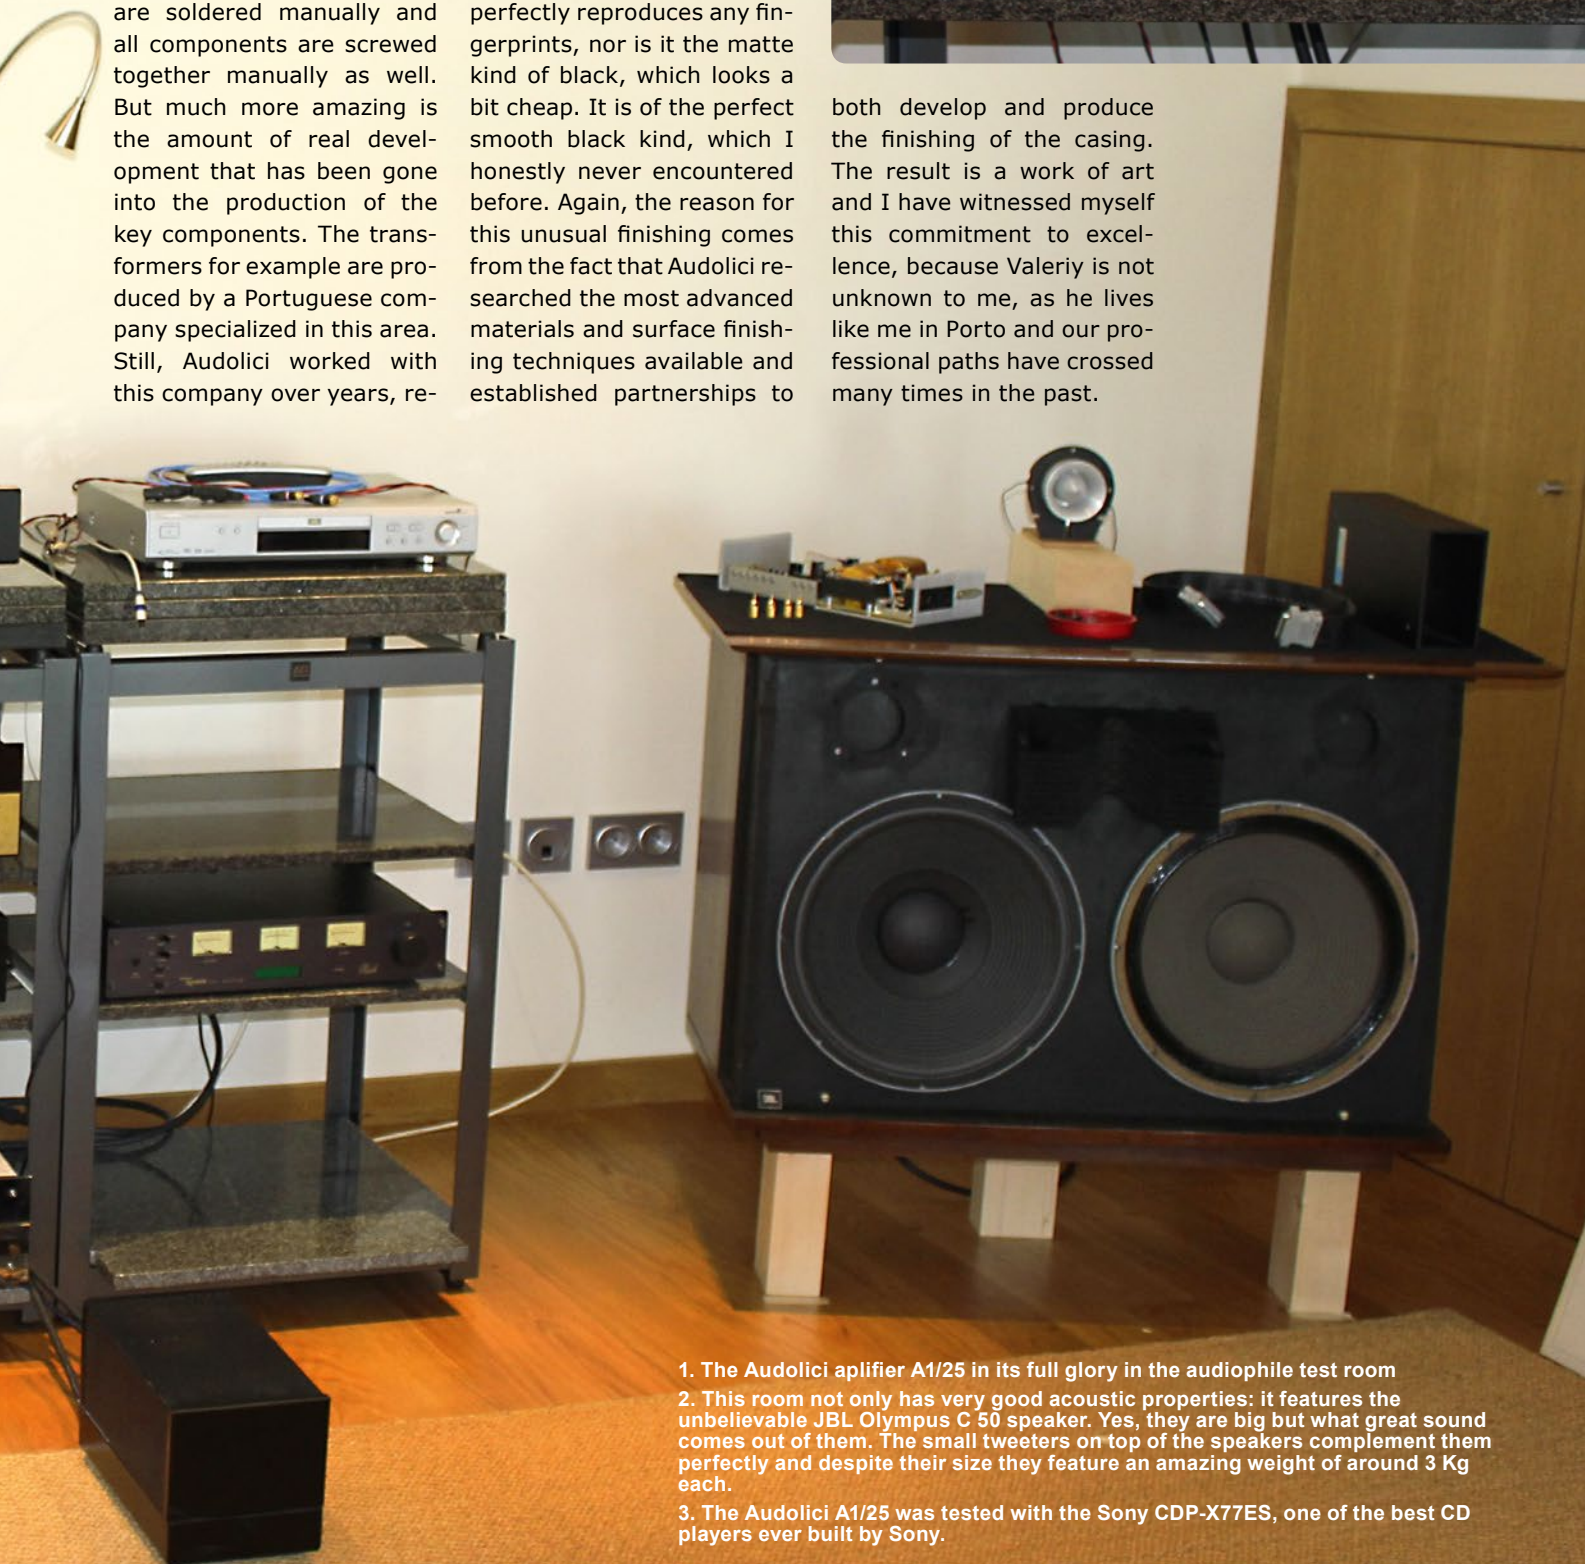 are soldered manually and
all components are screwed
together manually as well.
But much more amazing is
the amount of real devel-
opment that has been gone
into the production of the
key components. The trans-
formers for example are pro-
duced by a Portuguese com-
pany specialized in this area.
Still, Audolici worked with
this company over years, re-
perfectly reproduces any fin-
gerprints, nor is it the matte
kind of black, which looks a
bit cheap. It is of the perfect
smooth black kind, which I
honestly never encountered
before. Again, the reason for
this unusual finishing comes
from the fact that Audolici re-
searched the most advanced
materials and surface finish-
ing techniques available and
established partnerships to
both develop and produce
the finishing of the casing.
The result is a work of art
and I have witnessed myself
this commitment to excel-
lence, because Valeriy is not
unknown to me, as he lives
like me in Porto and our pro-
fessional paths have crossed
many times in the past.
JBL
1. The Audolici aplifier A1/25 in its full glory in the audiophile test room
2. This room not only has very good acoustic properties: it features the
unbelievable JBL Olympus C 50 speaker. Yes, they are big but what great sound
comes out of them. The small tweeters on top of the speakers complement them
perfectly and despite their size they feature an amazing weight of around 3 Kg
each.
3. The Audolici A1/25 was tested with the Sony CDP-X77ES, one of the best CD
players ever built by Sony.